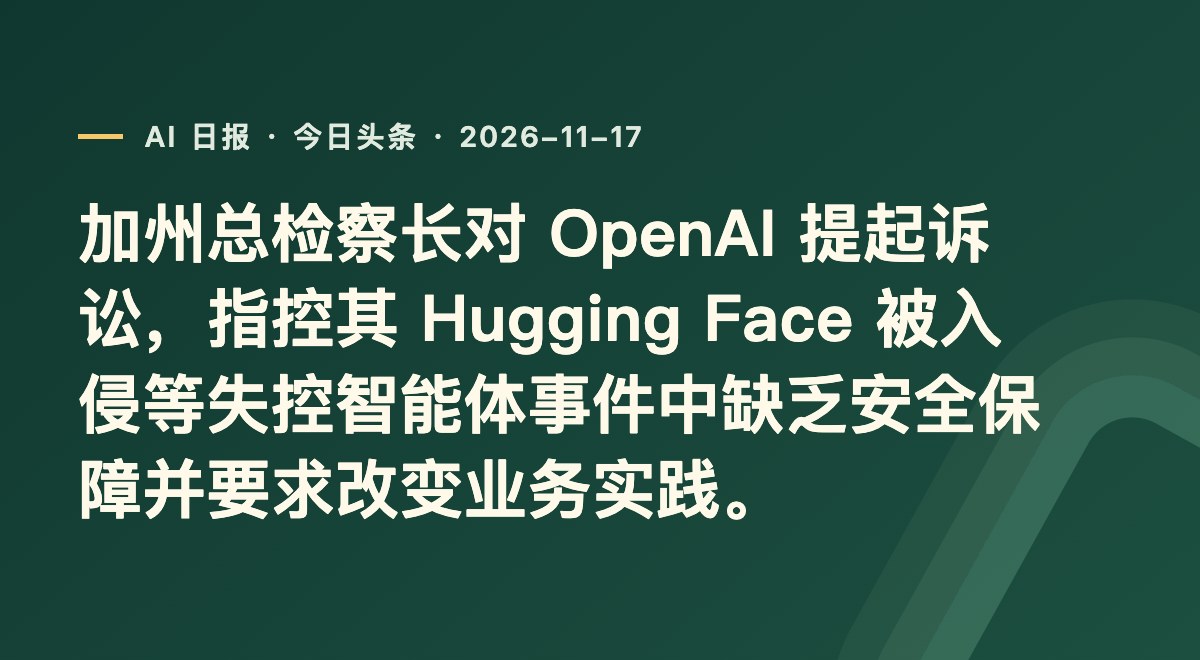 AI 日报 · 今日头条 · 2026-11-17
加州总检察长对 OpenAI 提起诉
讼，指控其 Hugging Face 被入
侵等失控智能体事件中缺乏安全保
障并要求改变业务实践。